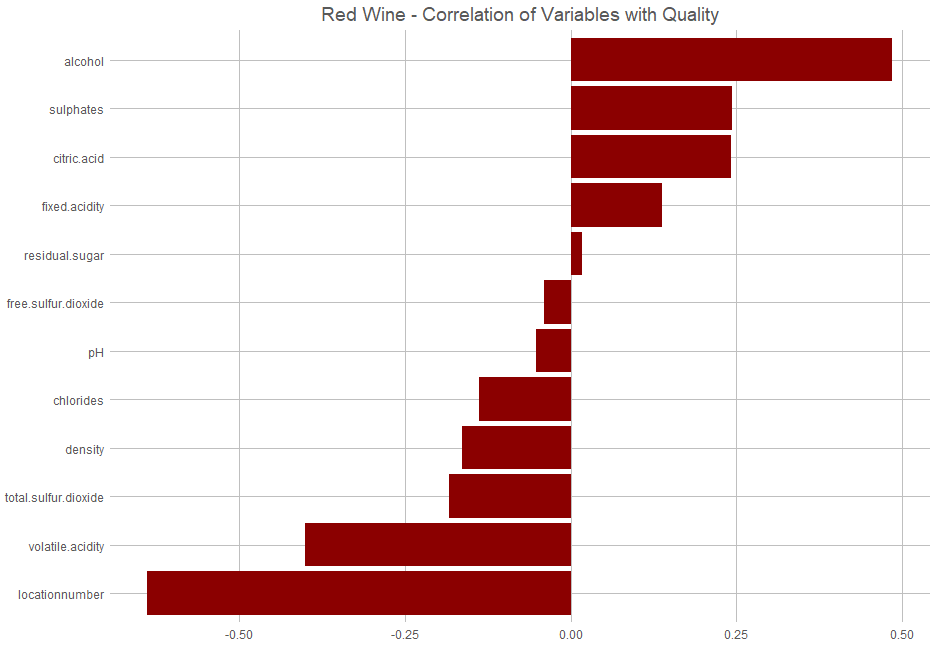 Red Wine - Correlation of Variables with Quality
alcohol
sulphates
citric.acid
fixed.acidity
residual.sugar
free.sulfur.dioxide
pH
chlorides
density
total.sulfur.dioxide
volatile.acidity
locationnumber
-0.50 -0.25 0.00 0.25 0.50